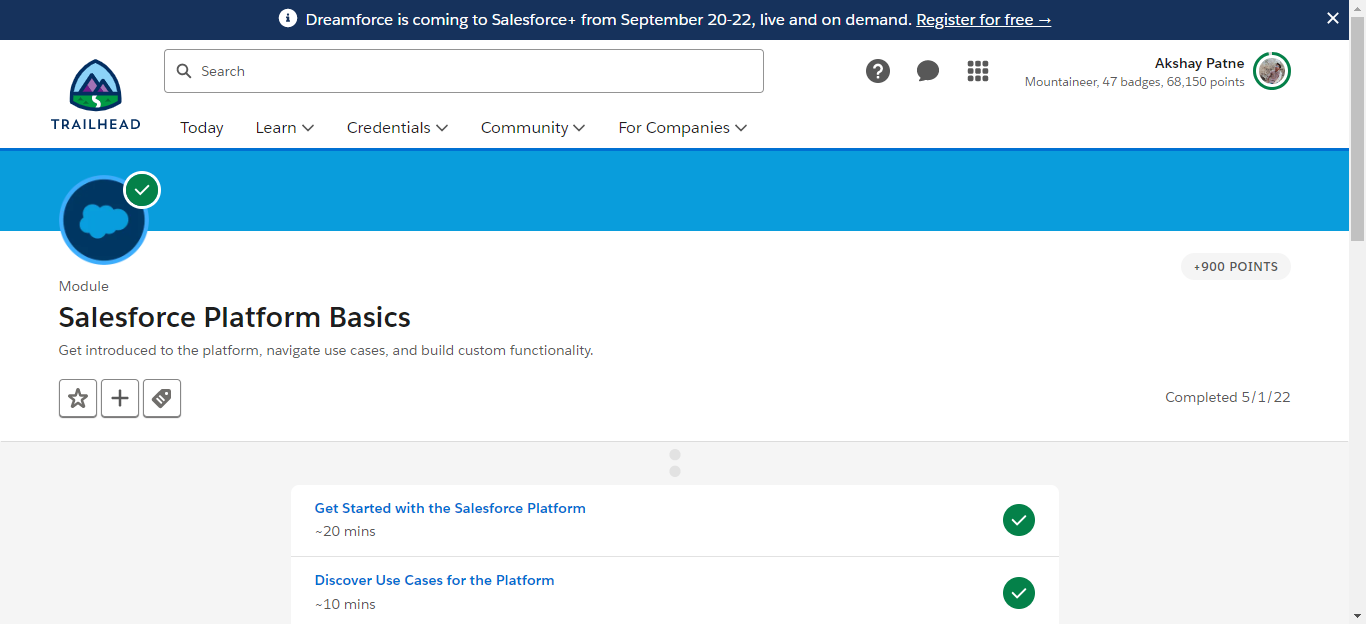 Dreamforce is coming to Salesforce+ from September 20-22, live and on demand. Register for free →
Search
Akshay Patne
Mountaineer, 47 badges, 68,150 points
TRAILHEAD
Today Learn Credentials Community For Companies
+900 POINTS
Module
Salesforce Platform Basics
Get introduced to the platform, navigate use cases, and build custom functionality.
Completed 5/1/22
Get Started with the Salesforce Platform
~20 mins
Discover Use Cases for the Platform
~10 mins